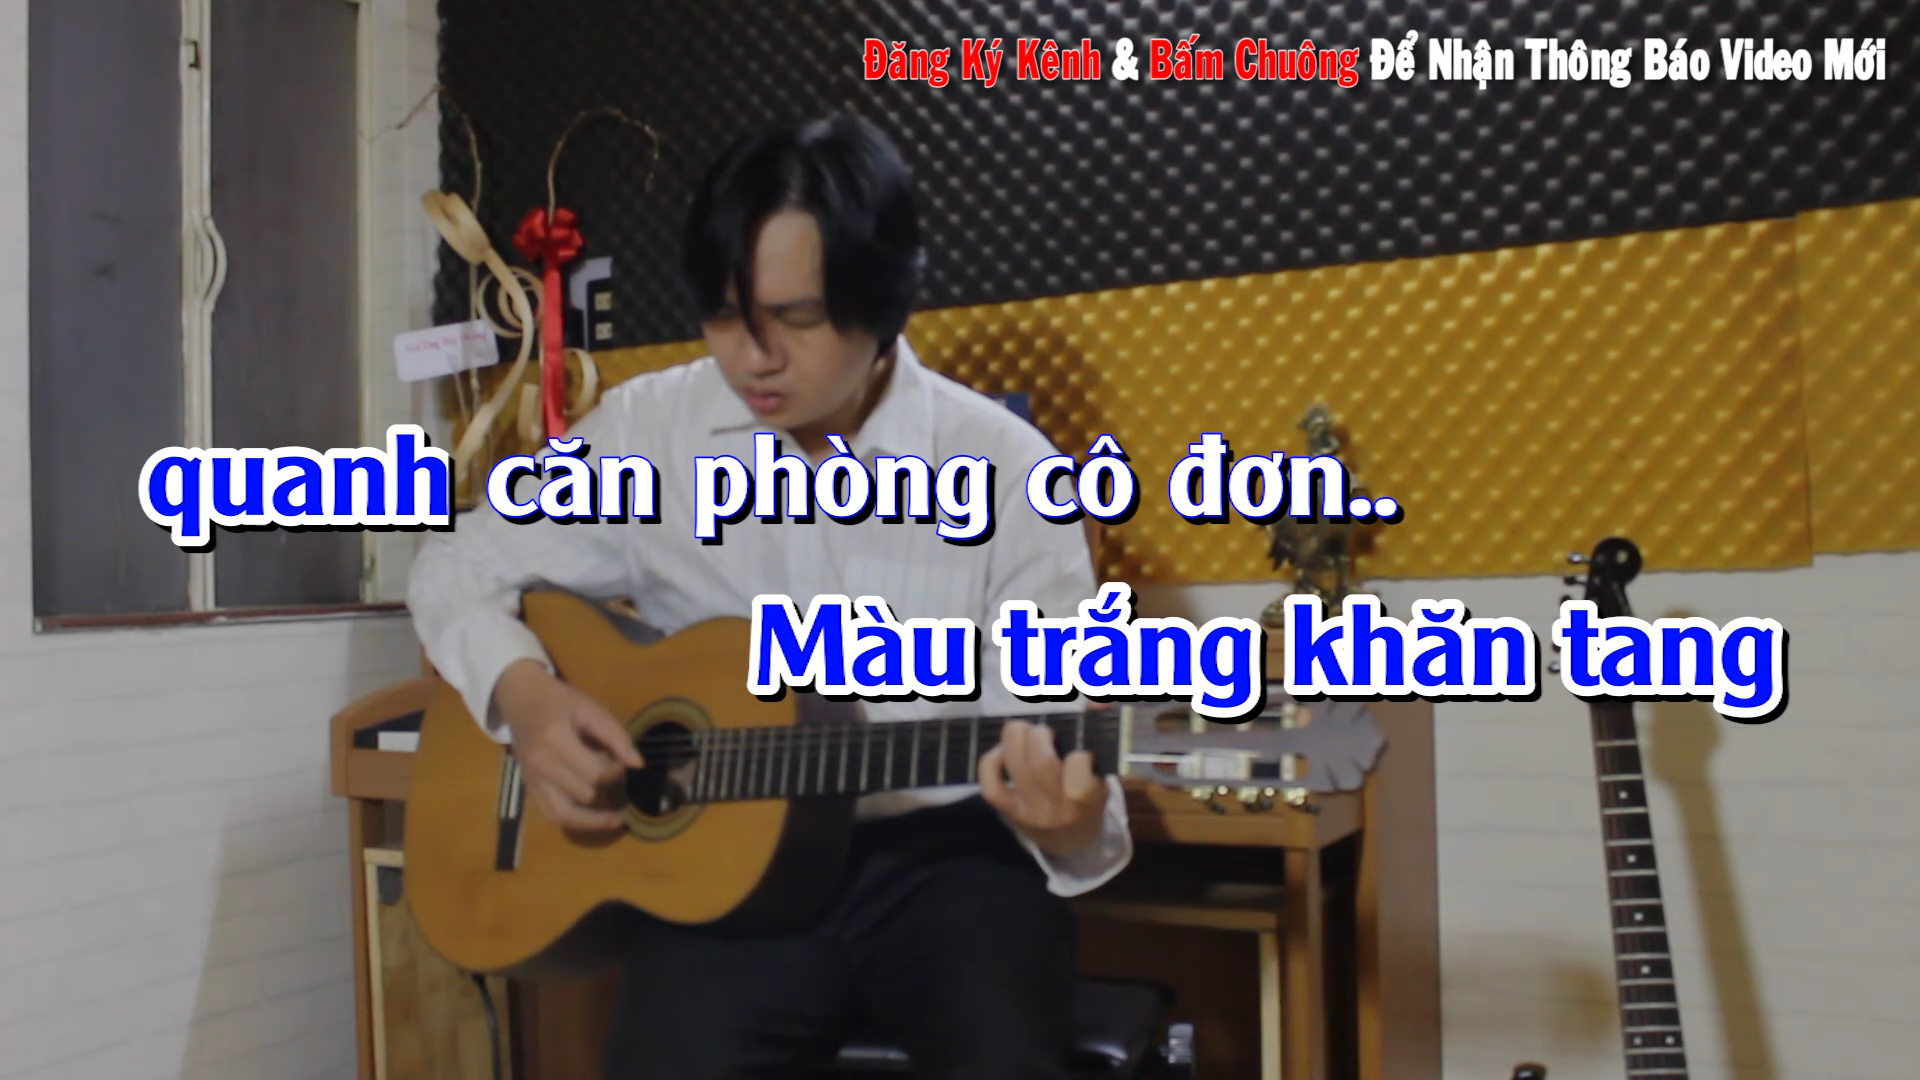 Đăng Ký Kênh & Bấm Chuông Để Nhận Thông Báo Video Mới
quanh căn phòng cô đơn..
Màu trắng khăn tang